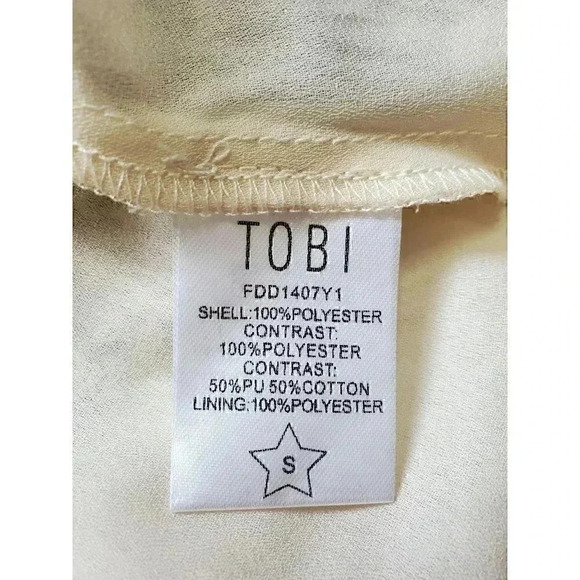 TOBI
FDD1407Y1
SHELL:100%POLYESTER
CONTRAST:
100%POLYESTER
CONTRAST:
50%PU 50%COTTON
LINING:100%POLYESTER
S